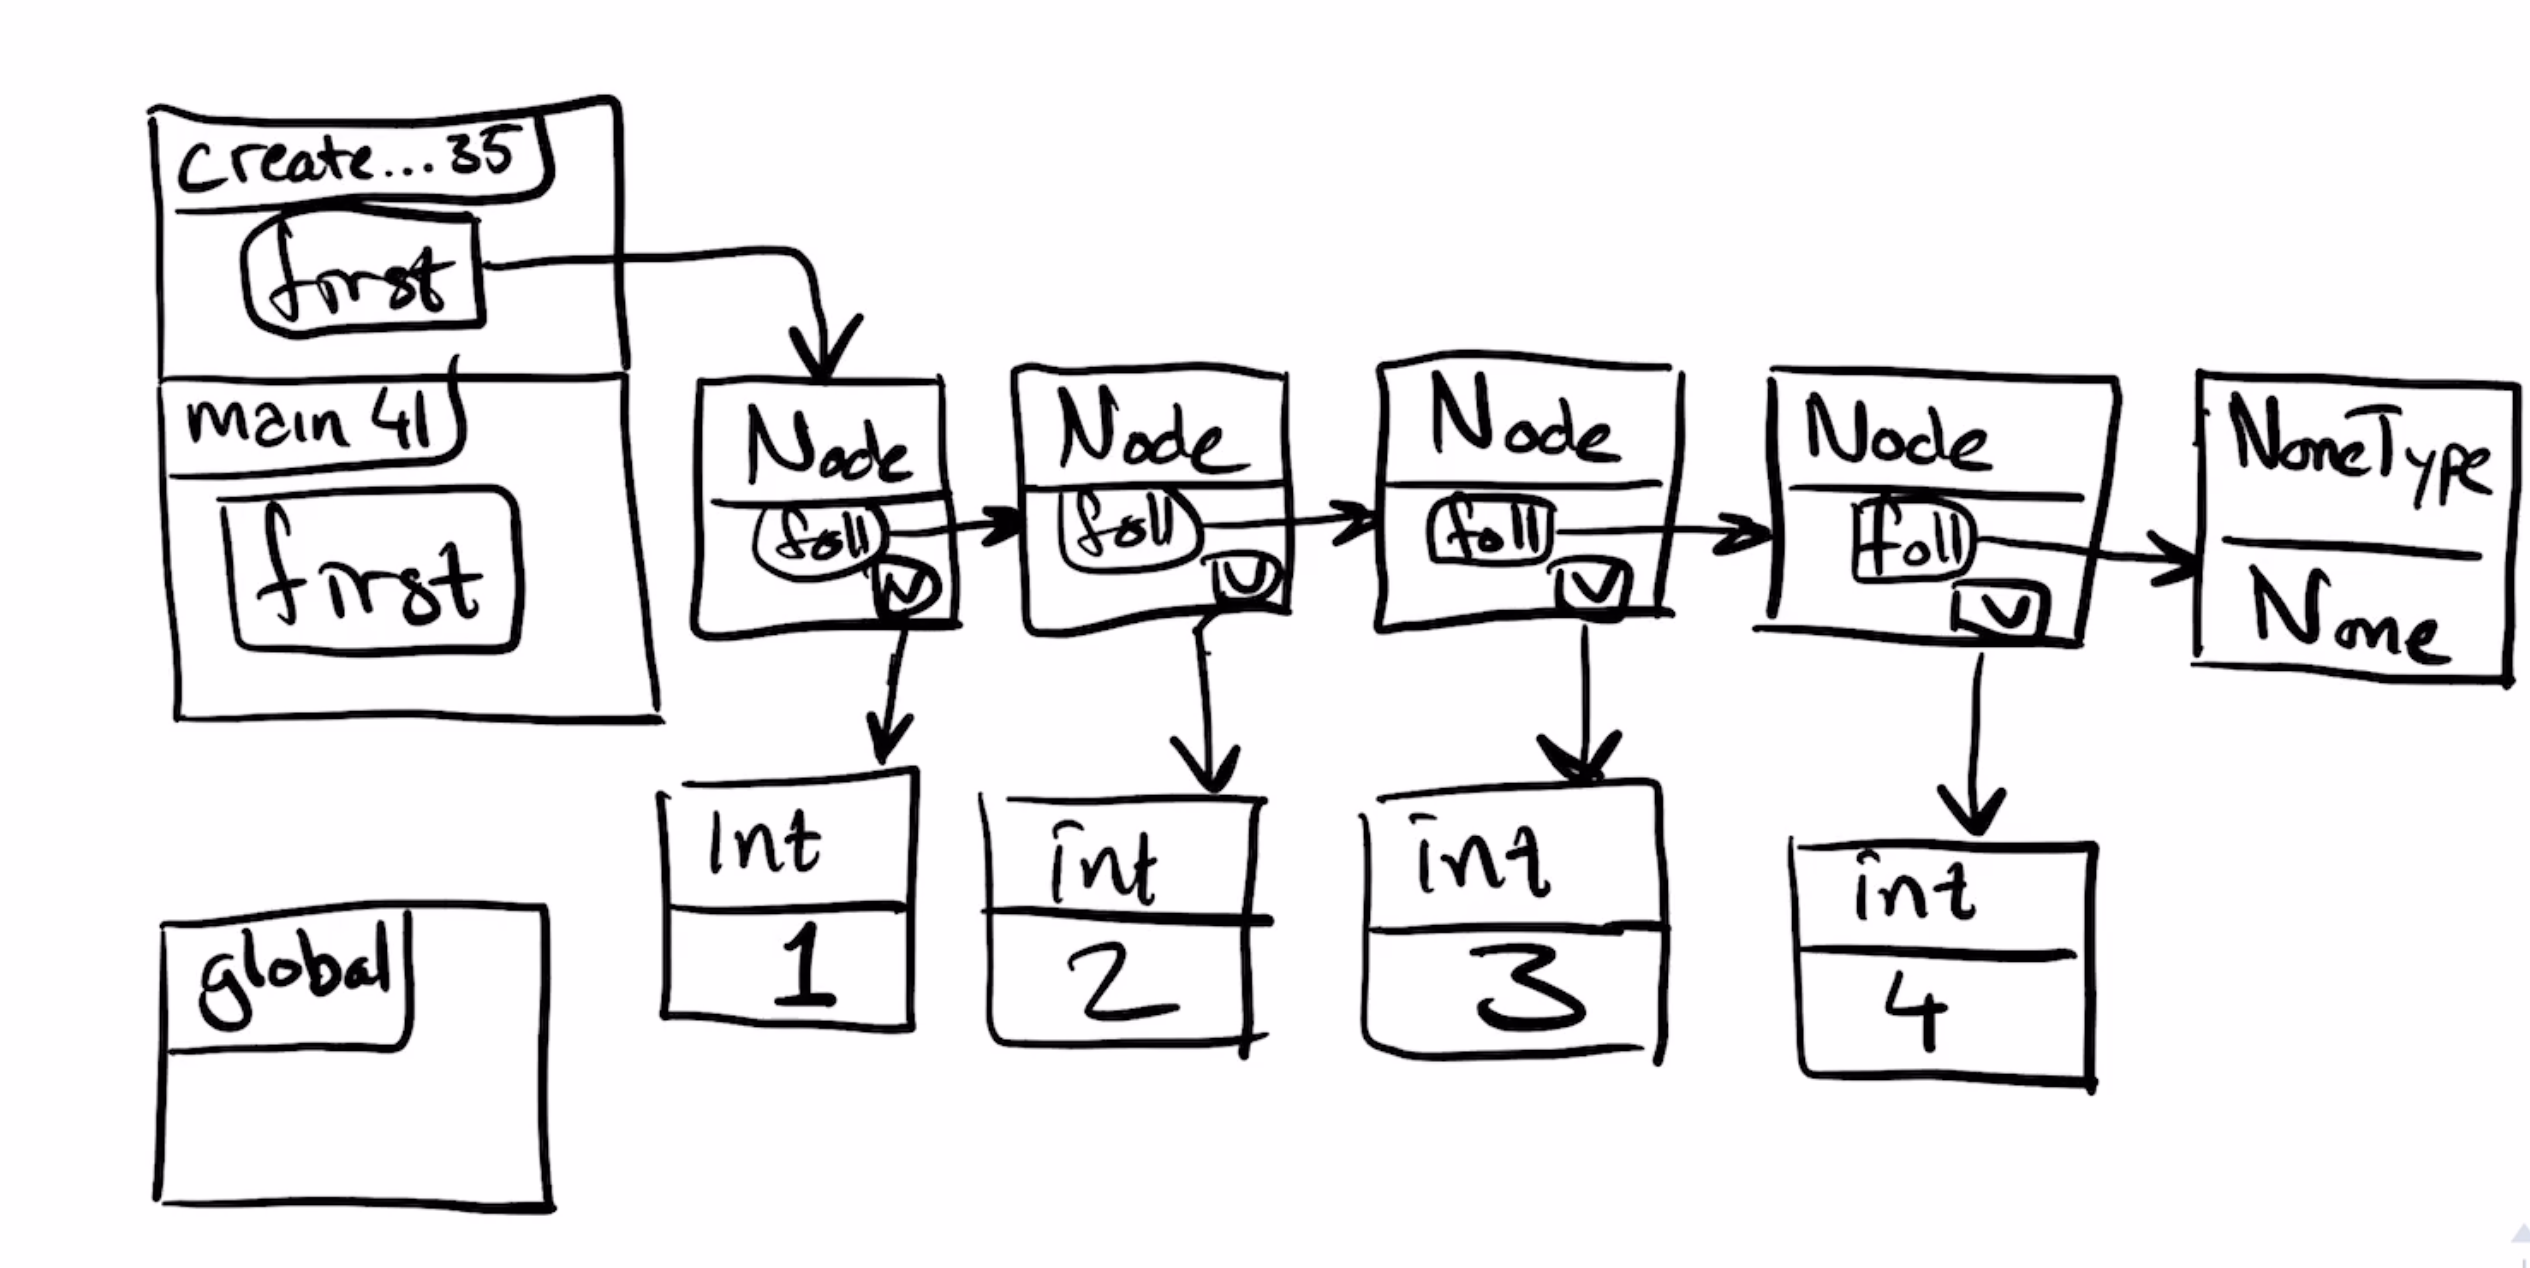 create... 35
first
main 41
first
Node
foll
v
Node
foll
v
Node
foll
v
Node
foll
v
NoneType
None
Int
1
int
2
int
3
int
4
global